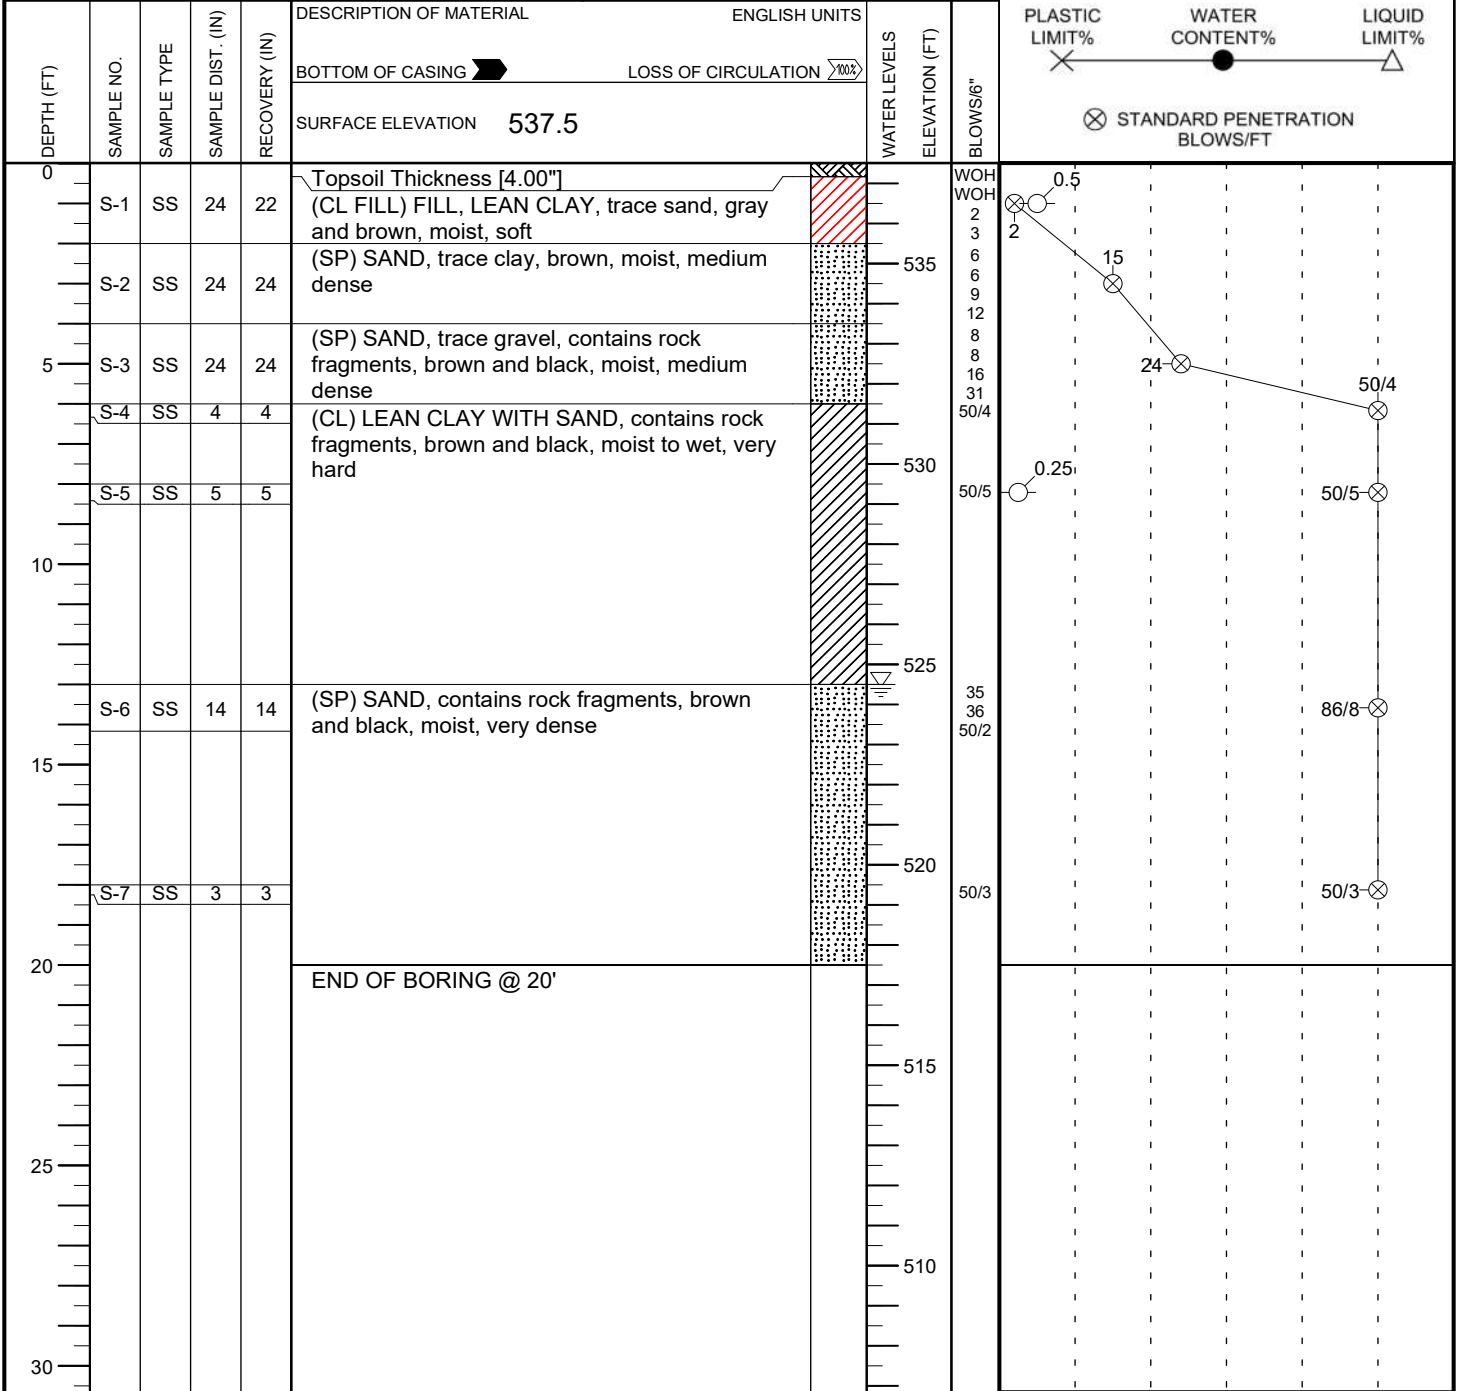 DEPTH (FT)
SAMPLE NO.
SAMPLE TYPE
SAMPLE DIST. (IN)
RECOVERY (IN)
DESCRIPTION OF MATERIAL
ENGLISH UNITS
BOTTOM OF CASING
LOSS OF CIRCULATION
100%
SURFACE ELEVATION 537.5
WATER LEVELS
ELEVATION (FT)
BLOWS/6"
PLASTIC
LIMIT%
WATER
CONTENT%
LIQUID
LIMIT%
STANDARD PENETRATION
BLOWS/FT
0
5
10
15
20
25
30
S-1 SS 24 22
S-2 SS 24 24
S-3 SS 24 24
S-4 SS 4 4
S-5 SS 5 5
S-6 SS 14 14
S-7 SS 3 3
Topsoil Thickness [4.00"]
(CL FILL) FILL, LEAN CLAY, trace sand, gray
and brown, moist, soft
(SP) SAND, trace clay, brown, moist, medium
dense
(SP) SAND, trace gravel, contains rock
fragments, brown and black, moist, medium
dense
(CL) LEAN CLAY WITH SAND, contains rock
fragments, brown and black, moist to wet, very
hard
(SP) SAND, contains rock fragments, brown
and black, moist, very dense
END OF BORING @ 20'
535
530
525
520
515
510
WOH
WOH
2
3
6
6
9
12
8
8
16
31
50/4
50/5
35
36
50/2
50/3
0.5
2
15
24
50/4
0.25
50/5
86/8
50/3